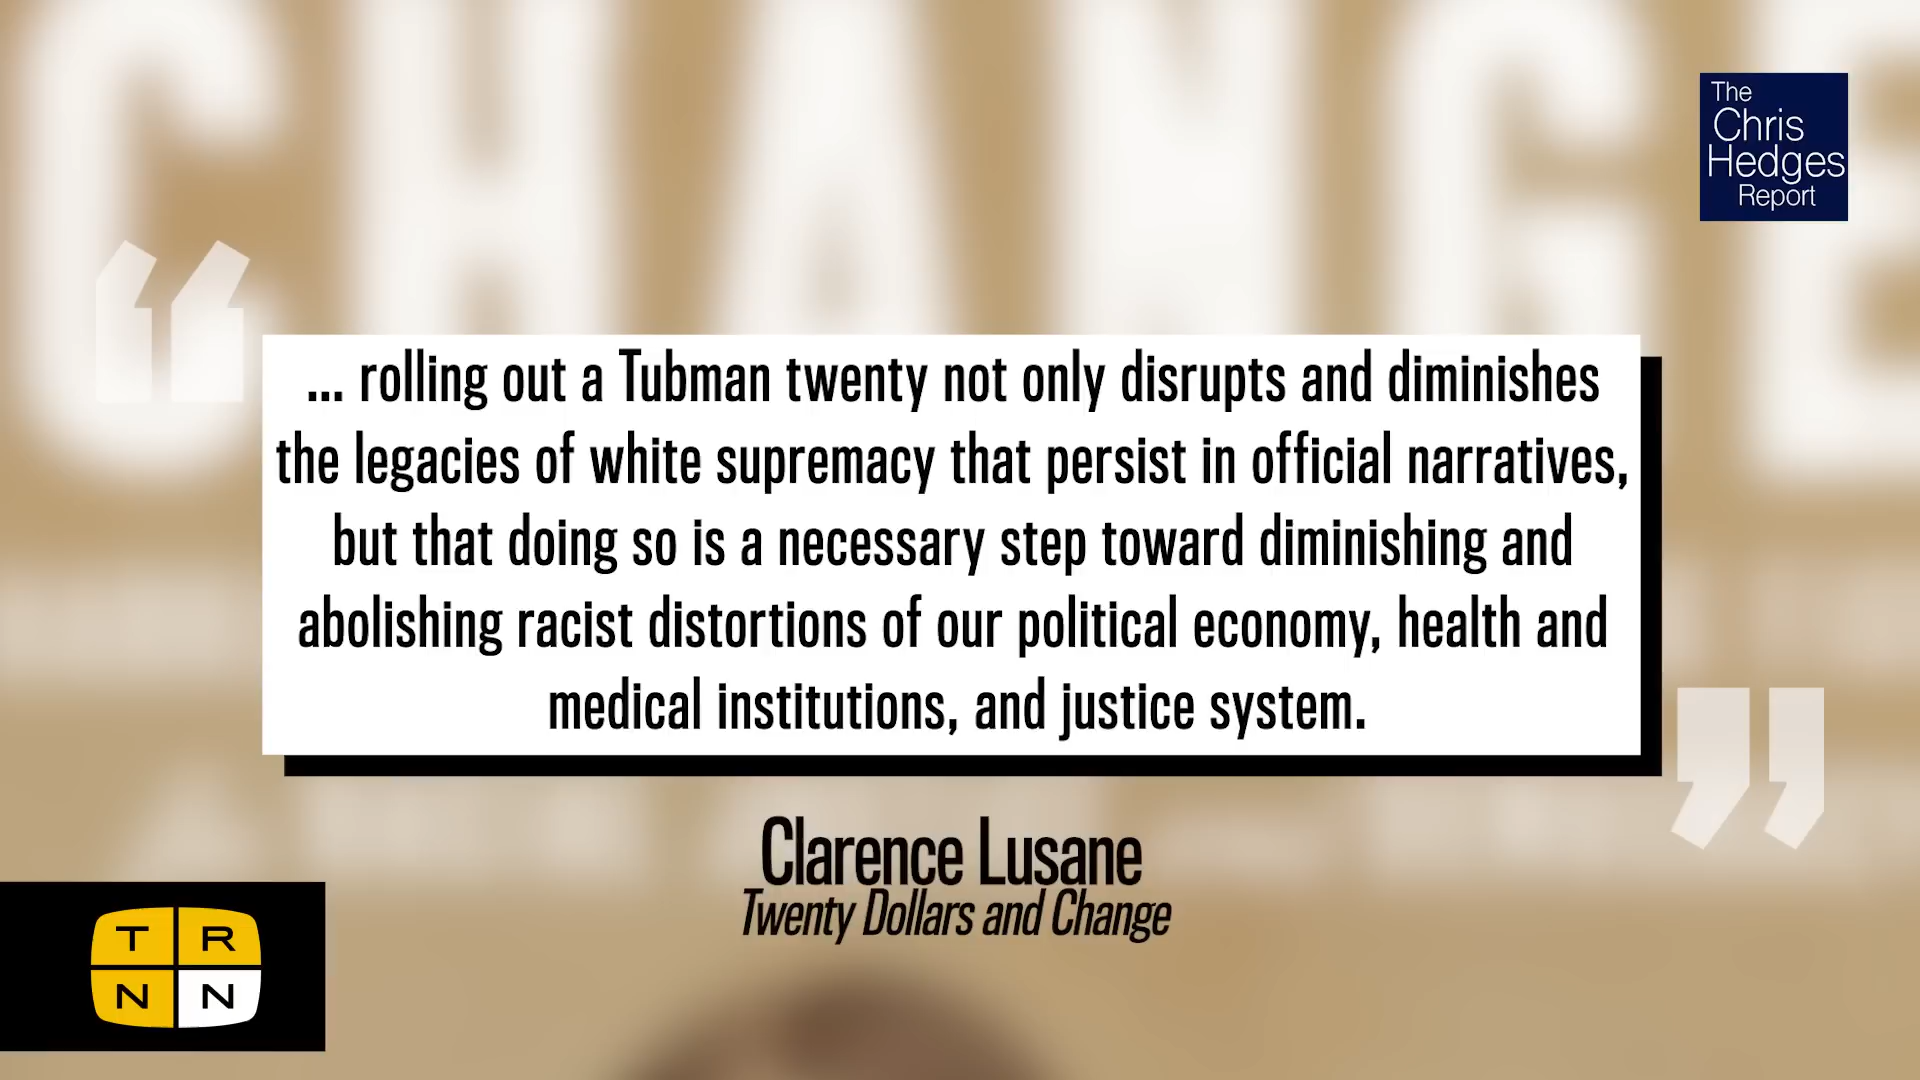 CHANGE
The
Chris
Hedges
Report
“
... rolling out a Tubman twenty not only disrupts and diminishes
the legacies of white supremacy that persist in official narratives,
but that doing so is a necessary step toward diminishing and
abolishing racist distortions of our political economy, health and
medical institutions, and justice system.
”
Clarence Lusane
Twenty Dollars and Change
T R
N N